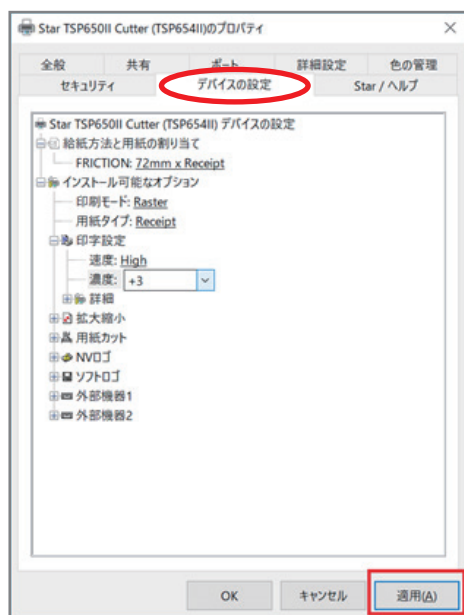 Star TSP650II Cutter (TSP654II)のプロパティ
全般 共有 ポート 詳細設定 色の管理
セキュリティ デバイスの設定 Star / ヘルプ
Star TSP650II Cutter (TSP654II) デバイスの設定
給紙方法と用紙の割り当て
FRICTION: 72mm x Receipt
インストール可能なオプション
印刷モード: Raster
用紙タイプ: Receipt
印字設定
速度: High
濃度: +3
詳細
拡大縮小
用紙カット
NVロゴ
ソフトロゴ
外部機器1
外部機器2
OK キャンセル 適用(A)